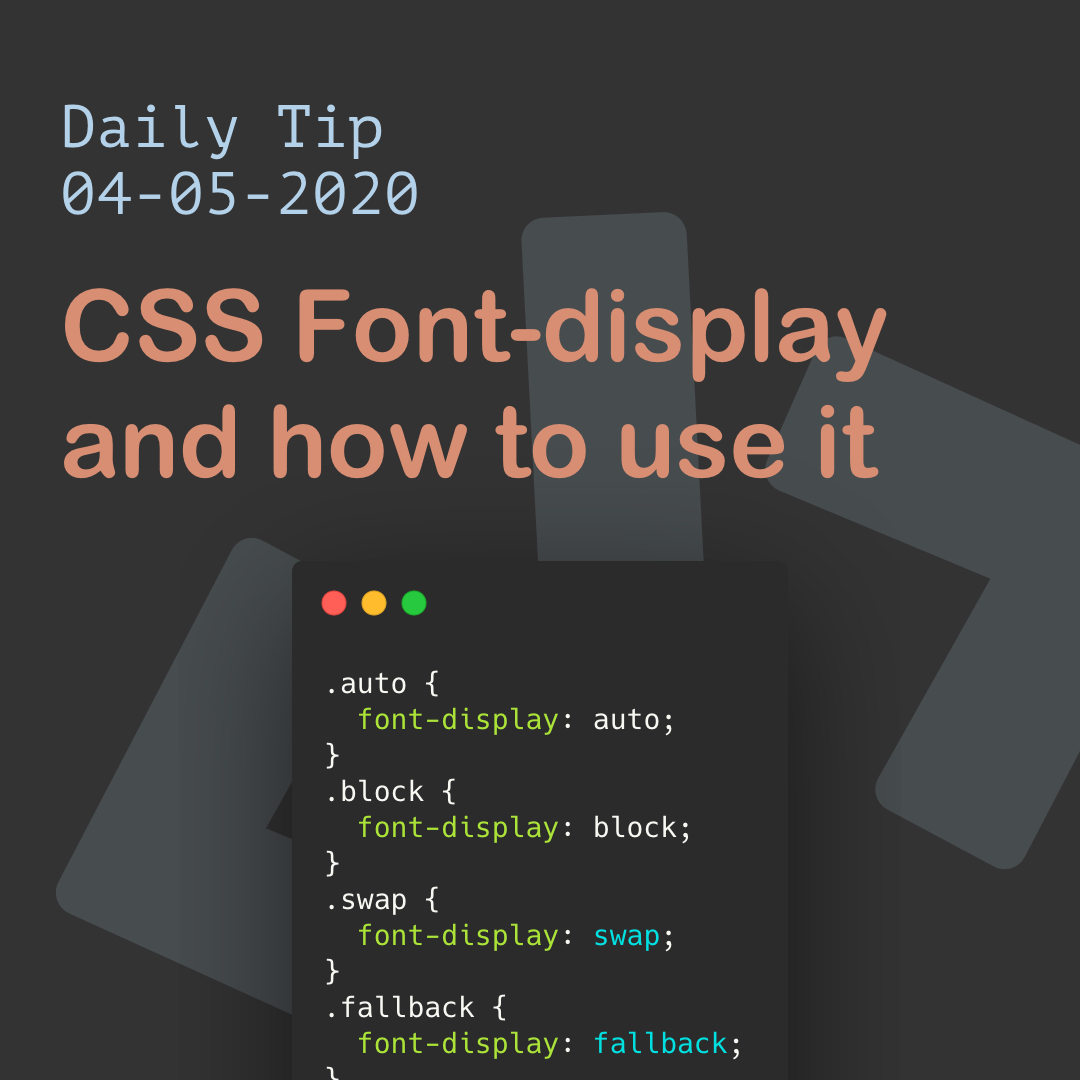 Daily Tip
04-05-2020
CSS Font-display
and how to use it
.auto {
  font-display: auto;
}
.block {
  font-display: block;
}
.swap {
  font-display: swap;
}
.fallback {
  font-display: fallback;
}